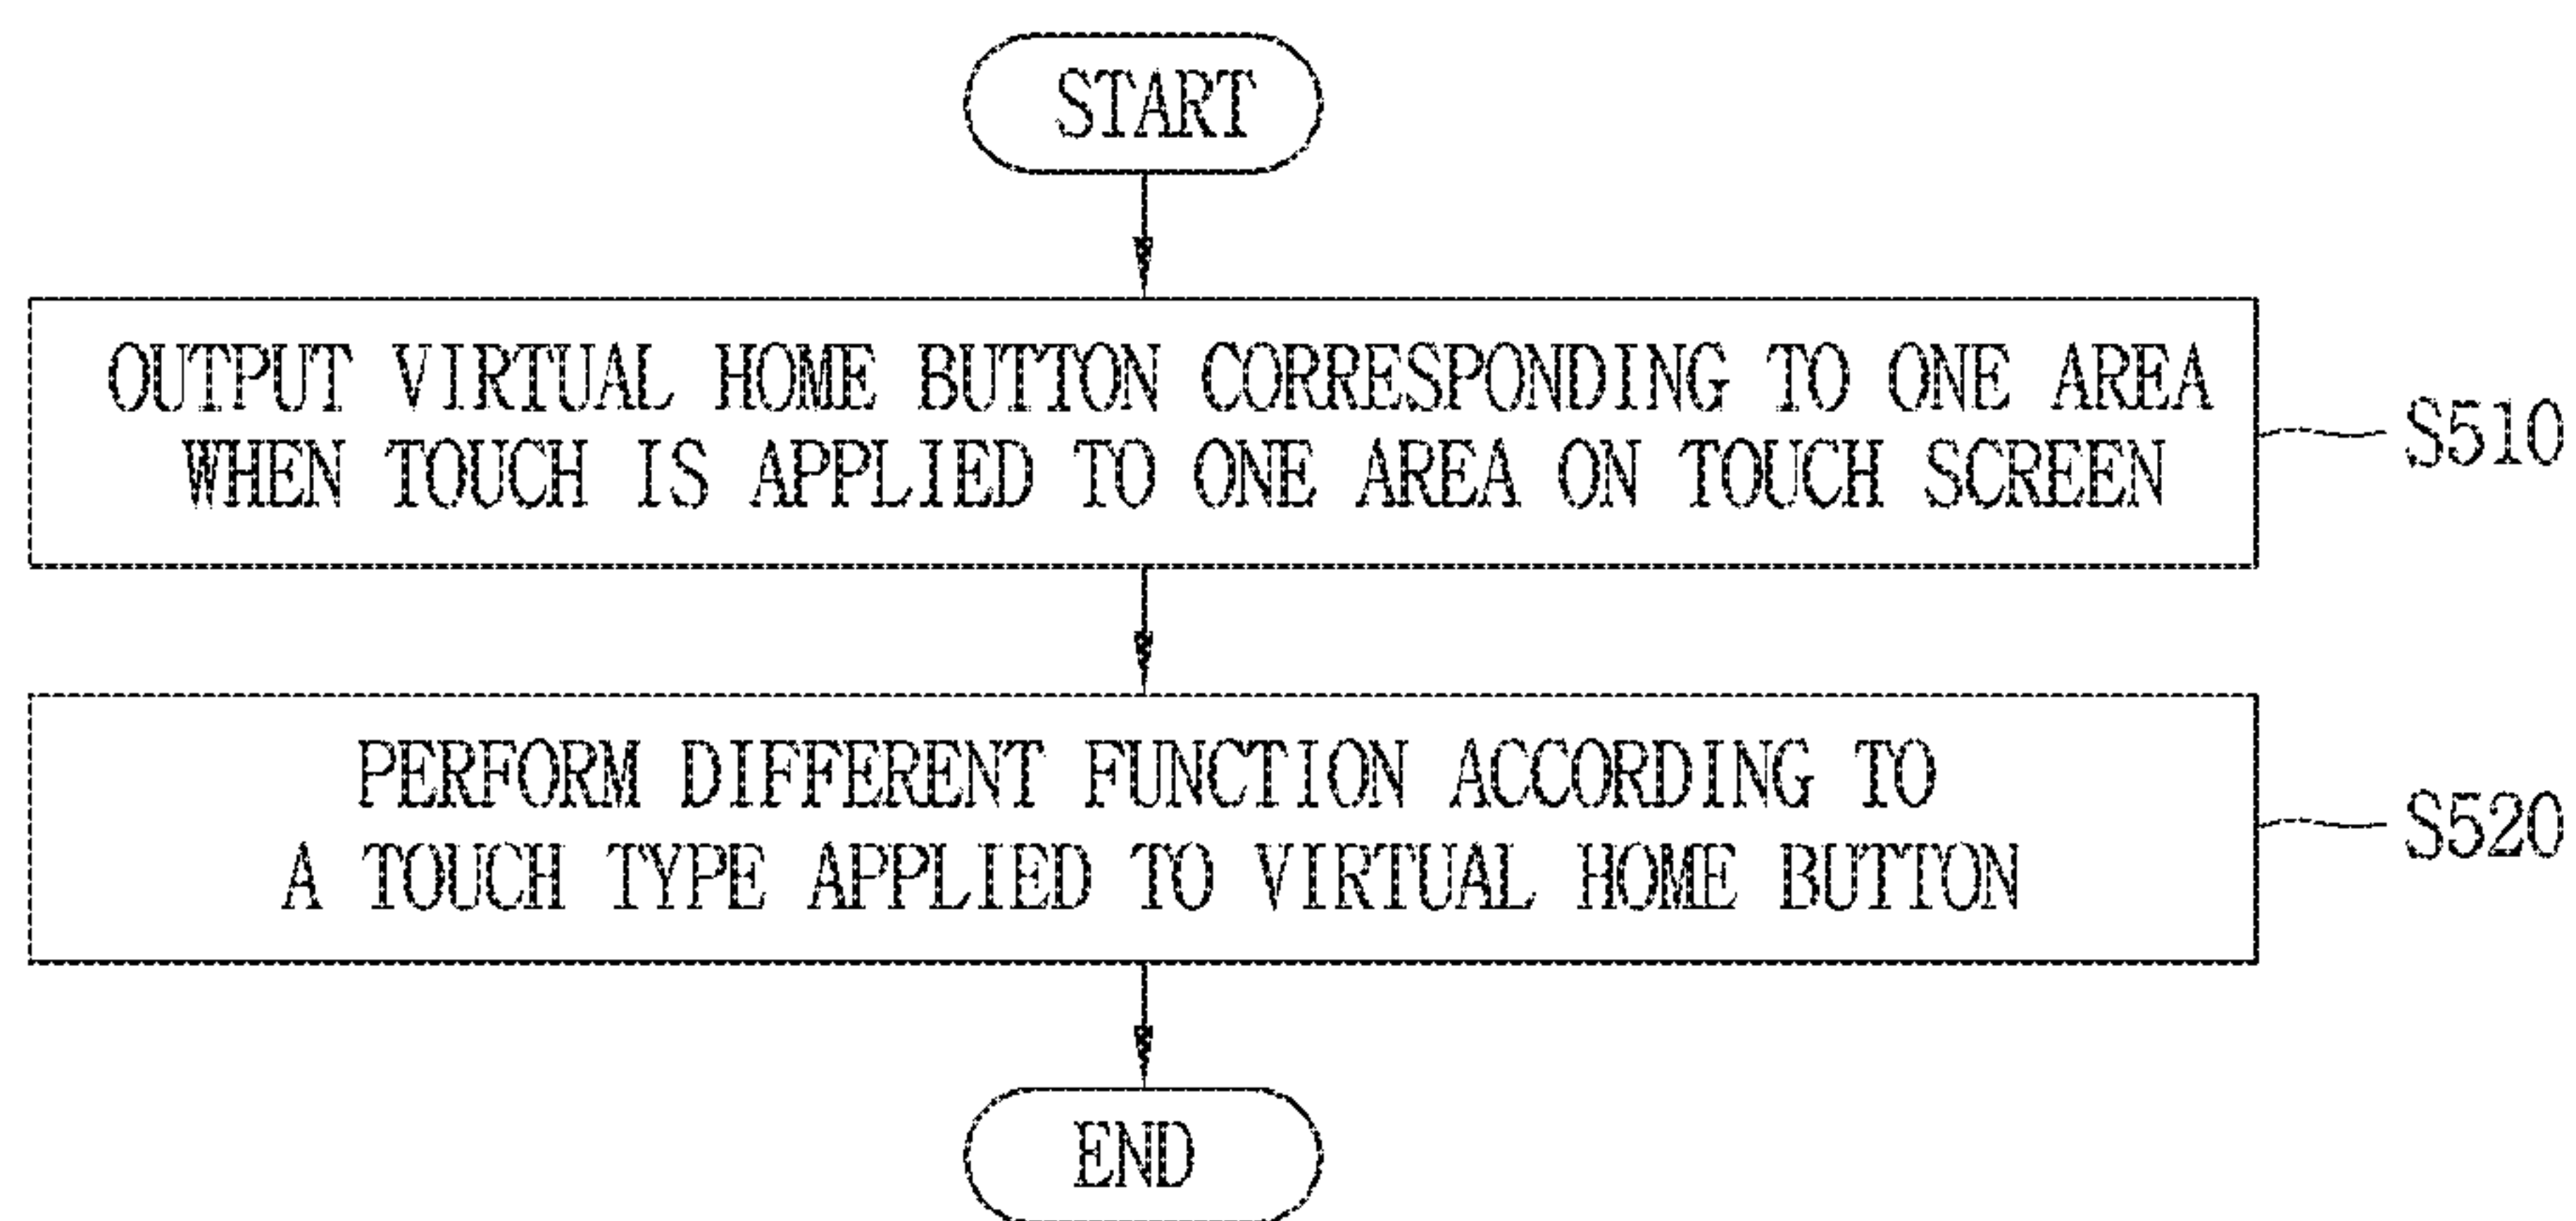 START
OUTPUT VIRTUAL HOME BUTTON CORRESPONDING TO ONE AREA
WHEN TOUCH IS APPLIED TO ONE AREA ON TOUCH SCREEN
S510
PERFORM DIFFERENT FUNCTION ACCORDING TO
A TOUCH TYPE APPLIED TO VIRTUAL HOME BUTTON
S520
END